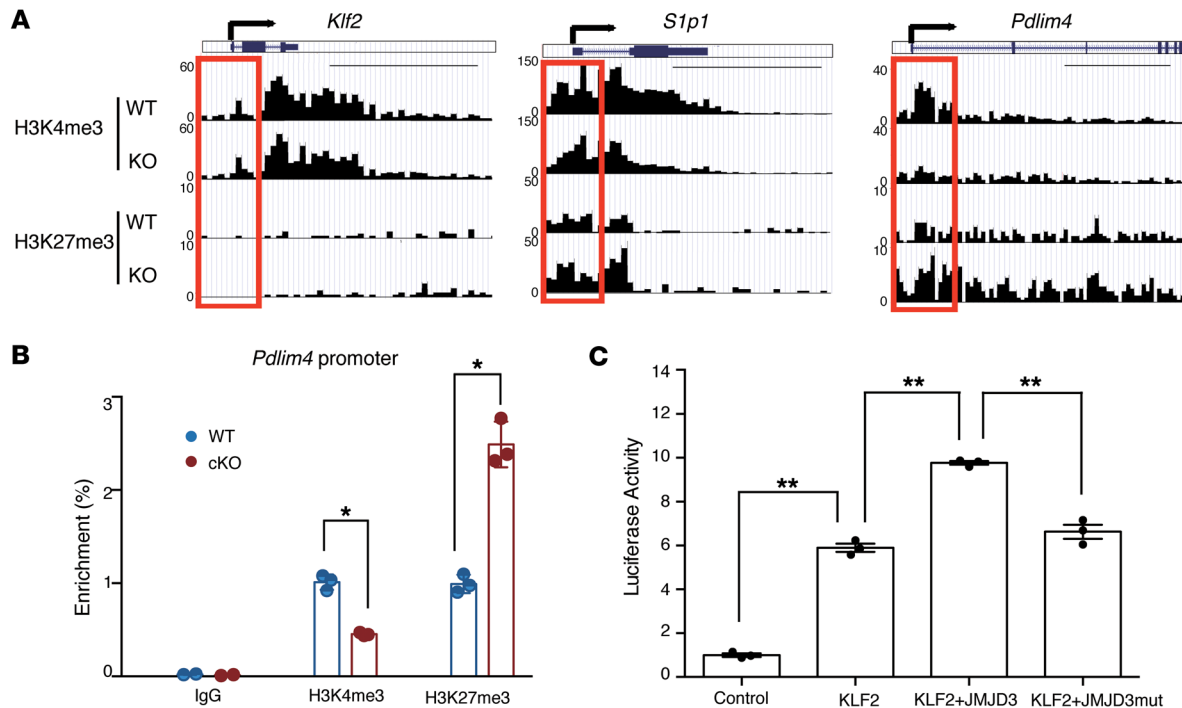 A
Klf2
S1p1
Pdlim4
60
0
60
0
10
0
10
0
150
0
150
0
50
0
50
0
40
0
40
0
10
0
10
0
H3K4me3
WT
KO
H3K27me3
WT
KO
B
Pdlim4 promoter
WT
cKO
Enrichment (%)
3
2
1
0
*
*
IgG
H3K4me3
H3K27me3
C
Luciferase Activity
14
12
10
8
6
4
2
0
**
**
**
Control
KLF2
KLF2+JMJD3
KLF2+JMJD3mut